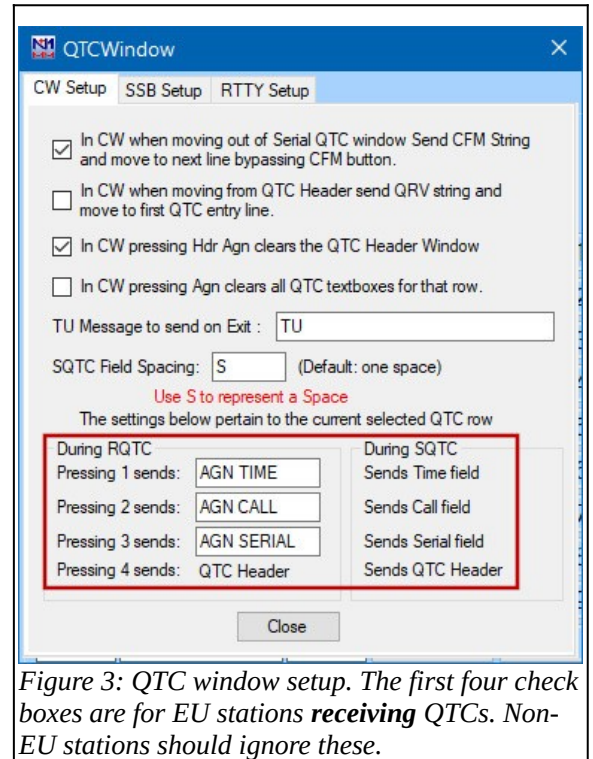 N1MM QTCWindow
CW Setup SSB Setup RTTY Setup
In CW when moving out of Serial QTC window Send CFM String
and move to next line bypassing CFM button.
In CW when moving from QTC Header send QRV string and
move to first QTC entry line.
In CW pressing Hdr Agn clears the QTC Header Window
In CW pressing Agn clears all QTC textboxes for that row.
TU Message to send on Exit : TU
SQTC Field Spacing: S (Default: one space)
Use S to represent a Space
The settings below pertain to the current selected QTC row
During RQTC During SQTC
Pressing 1 sends: AGN TIME Sends Time field
Pressing 2 sends: AGN CALL Sends Call field
Pressing 3 sends: AGN SERIAL Sends Serial field
Pressing 4 sends: QTC Header Sends QTC Header
Close
Figure 3: QTC window setup. The first four check
boxes are for EU stations receiving QTCs. Non-
EU stations should ignore these.